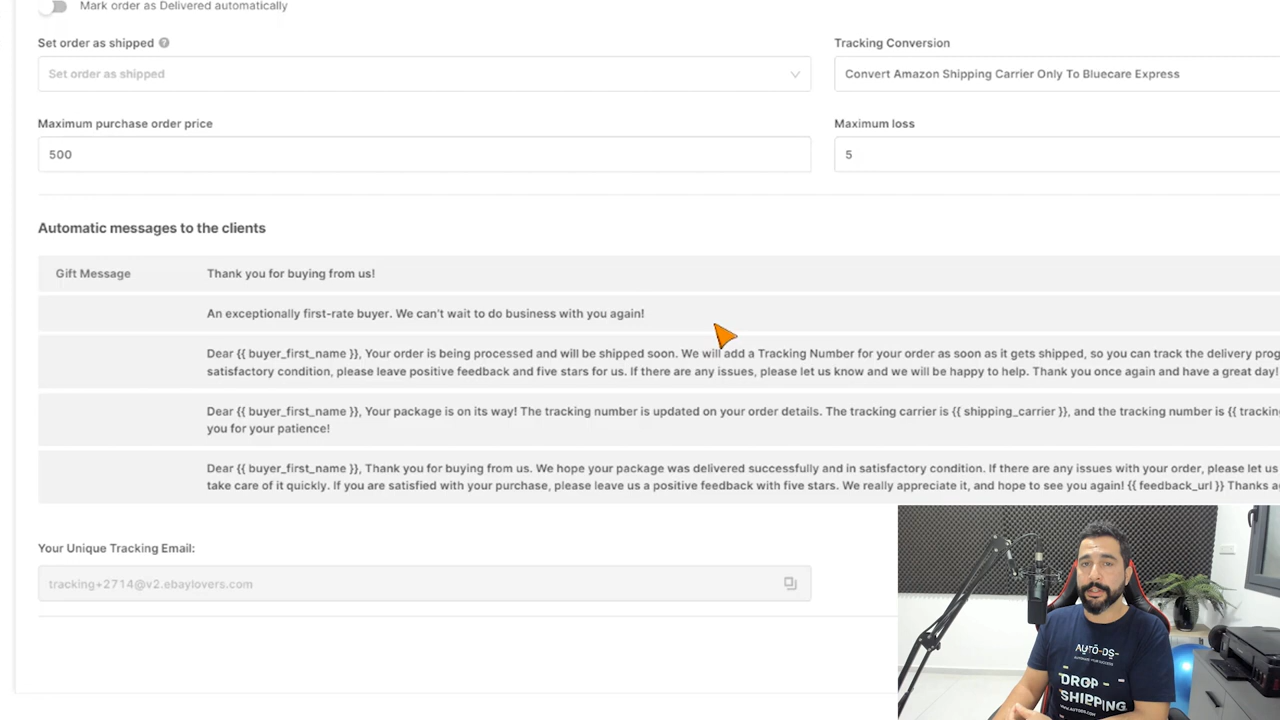 Mark order as Delivered automatically
Set order as shipped
Tracking Conversion
Set order as shipped
Convert Amazon Shipping Carrier Only To Bluecare Express
Maximum purchase order price
Maximum loss
500
5
Automatic messages to the clients
Gift Message
Thank you for buying from us!
An exceptionally first-rate buyer. We can't wait to do business with you again!
Dear {{ buyer_first_name }}, Your order is being processed and will be shipped soon. We will add a Tracking Number for your order as soon as it gets shipped, so you can track the delivery prog
satisfactory condition, please leave positive feedback and five stars for us. If there are any issues, please let us know and we will be happy to help. Thank you once again and have a great day!
Dear {{ buyer_first_name }}, Your package is on its way! The tracking number is updated on your order details. The tracking carrier is {{ shipping_carrier }}, and the tracking number is {{ tracking
you for your patience!
Dear {{ buyer_first_name }}, Thank you for buying from us. We hope your package was delivered successfully and in satisfactory condition. If there are any issues with your order, please let us
take care of it quickly. If you are satisfied with your purchase, please leave us a positive feedback with five stars. We really appreciate it, and hope to see you again! {{ feedback_url }} Thanks ag
Your Unique Tracking Email:
tracking+2714@v2.ebaylovers.com
AUTO-DS-
AUTOMATE YOUR SUCCESS
DROP
SHIPPING
WWW.AUTODS.COM